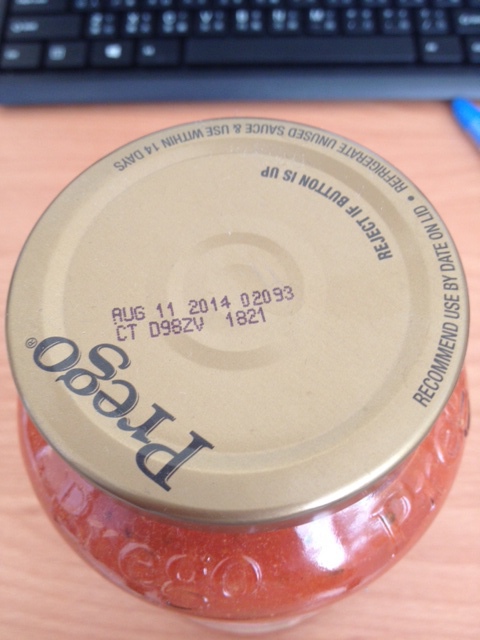 REFRIGERATE UNUSED SAUCE & USE WITHIN 14 DAYS • RECOMMEND USE BY DATE ON LID
REJECT IF BUTTON IS UP
AUG 11 2014 02093
CT D98ZV 1821
Prego®
Prego